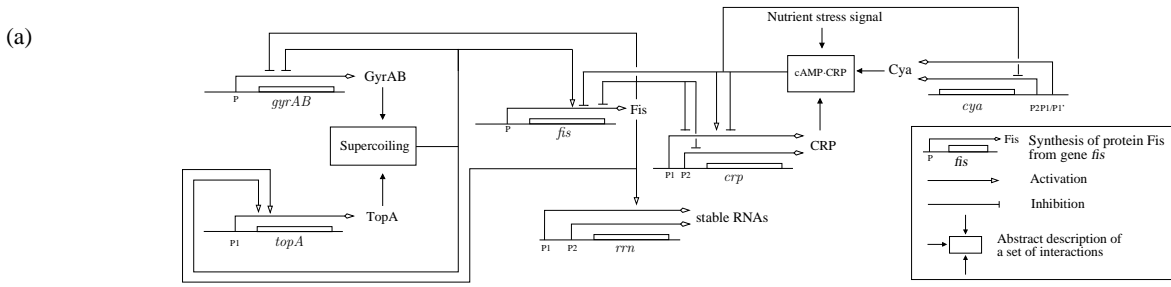 (a)
Nutrient stress signal
GyrAB
P
gyrAB
cAMP·CRP
Cya
P2P1/P1'
cya
Fis
P
fis
Supercoiling
CRP
P1 P2
crp
TopA
P1
topA
stable RNAs
P1 P2
rrn
Fis Synthesis of protein Fis
P fis from gene fis
Activation
Inhibition
Abstract description of
a set of interactions